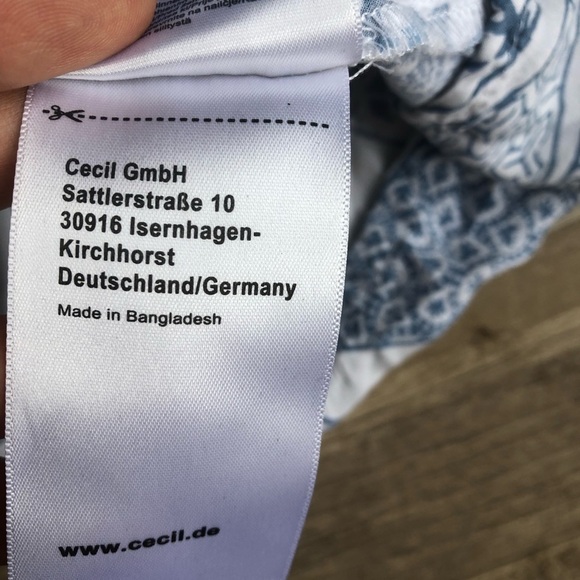 Cecil GmbH
Sattlerstraße 10
30916 Isernhagen-
Kirchhorst
Deutschland/Germany
Made in Bangladesh
www.cecil.de